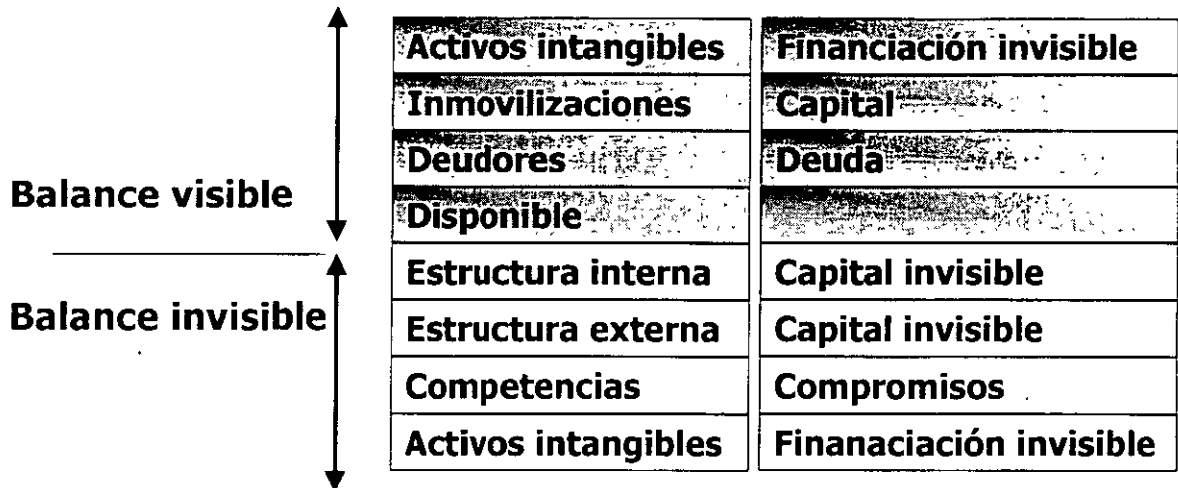 Activos intangibles Financiación invisible
Inmovilizaciones Capital
Deudores Deuda
Balance visible
Disponible
Estructura interna Capital invisible
Balance invisible
Estructura externa Capital invisible
Competencias Compromisos
Activos intangibles Finanaciación invisible